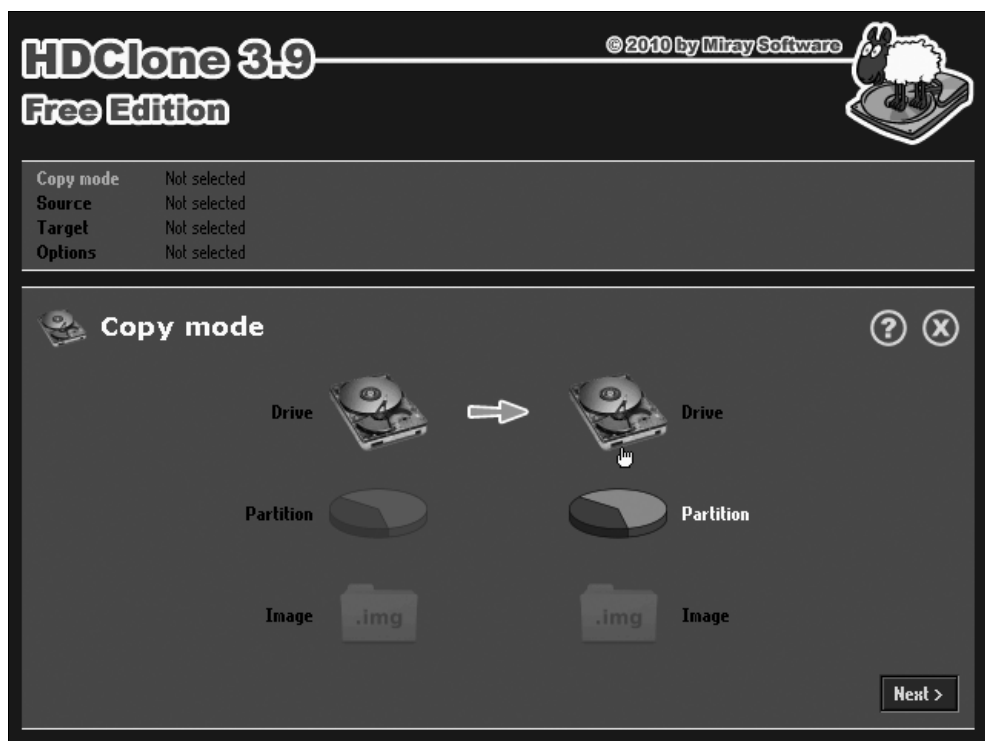 HDClone 3.9
© 2010 by Miray Software
Free Edition
Copy mode Not selected
Source Not selected
Target Not selected
Options Not selected
Copy mode
? X
Drive Drive
Partition Partition
Image .img .img Image
Next >